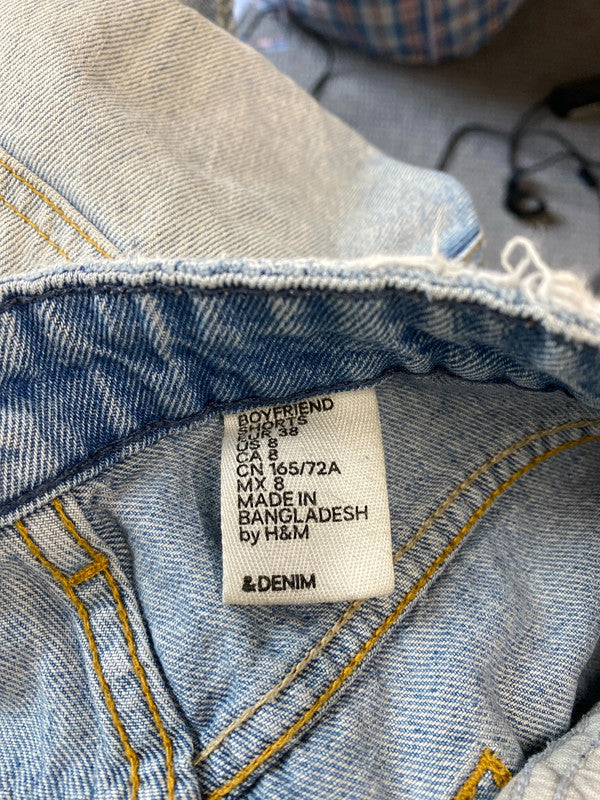 BOYFRIEND
SHORTS
EUR 38
US 8
CA 8
CN 165/72A
MX 8
MADE IN
BANGLADESH
by H&M
&DENIM